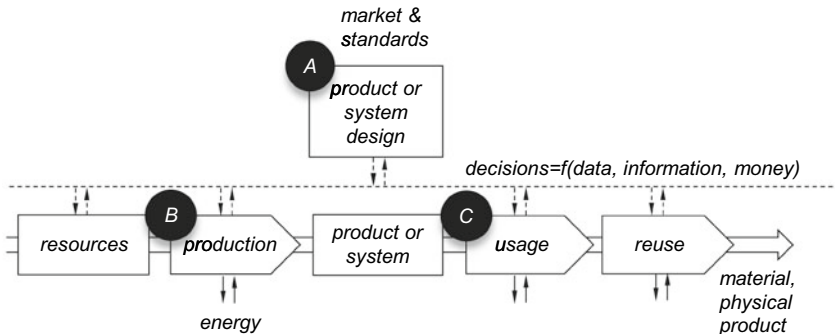 market &
standards
A
product or
system
design
decisions=f(data, information, money)
B
C
resources
production
product or
system
usage
reuse
energy
material,
physical
product